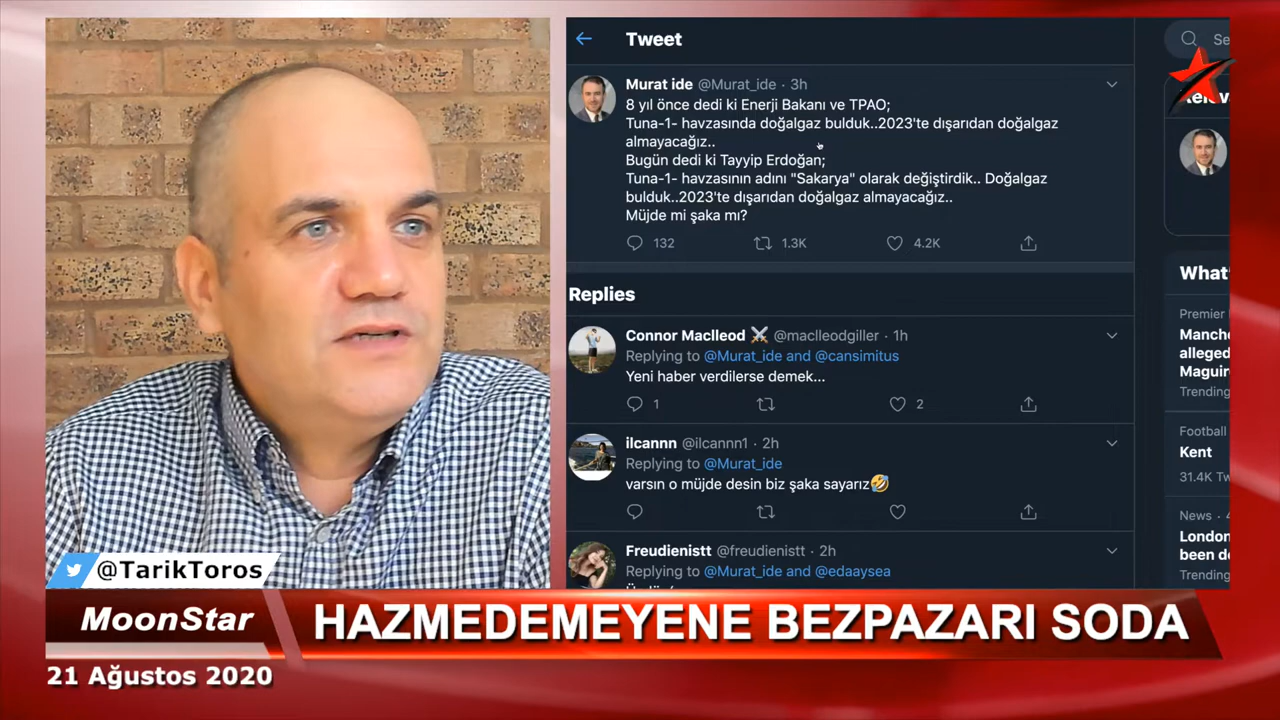 Tweet
Se
Murat ide @Murat_ide · 3h
8 yıl önce dedi ki Enerji Bakanı ve TPAO;
Tuna-1- havzasında doğalgaz bulduk..2023'te dışarıdan doğalgaz
almayacağız..
Bugün dedi ki Tayyip Erdoğan;
Tuna-1- havzasının adını "Sakarya" olarak değiştirdik.. Doğalgaz
bulduk..2023'te dışarıdan doğalgaz almayacağız..
Müjde mi şaka mı?
132 1.3K 4.2K
Replies
Connor Maclleod @maclleodgiller · 1h
Replying to @Murat_ide and @cansimitus
Yeni haber verdilerse demek...
1 2
ilcannn @ilcannn1 · 2h
Replying to @Murat_ide
varsın o müjde desin biz şaka sayarız
Freudienistt @freudienistt · 2h
Replying to @Murat_ide and @edaaysea
What'
Premier
Manche
alleged
Maguir
Trending
Football
Kent
31.4K Tw
News ·
London
been de
Trending
@TarikToros
MoonStar
HAZMEDEMEYENE BEZPAZARI SODA
21 Ağustos 2020